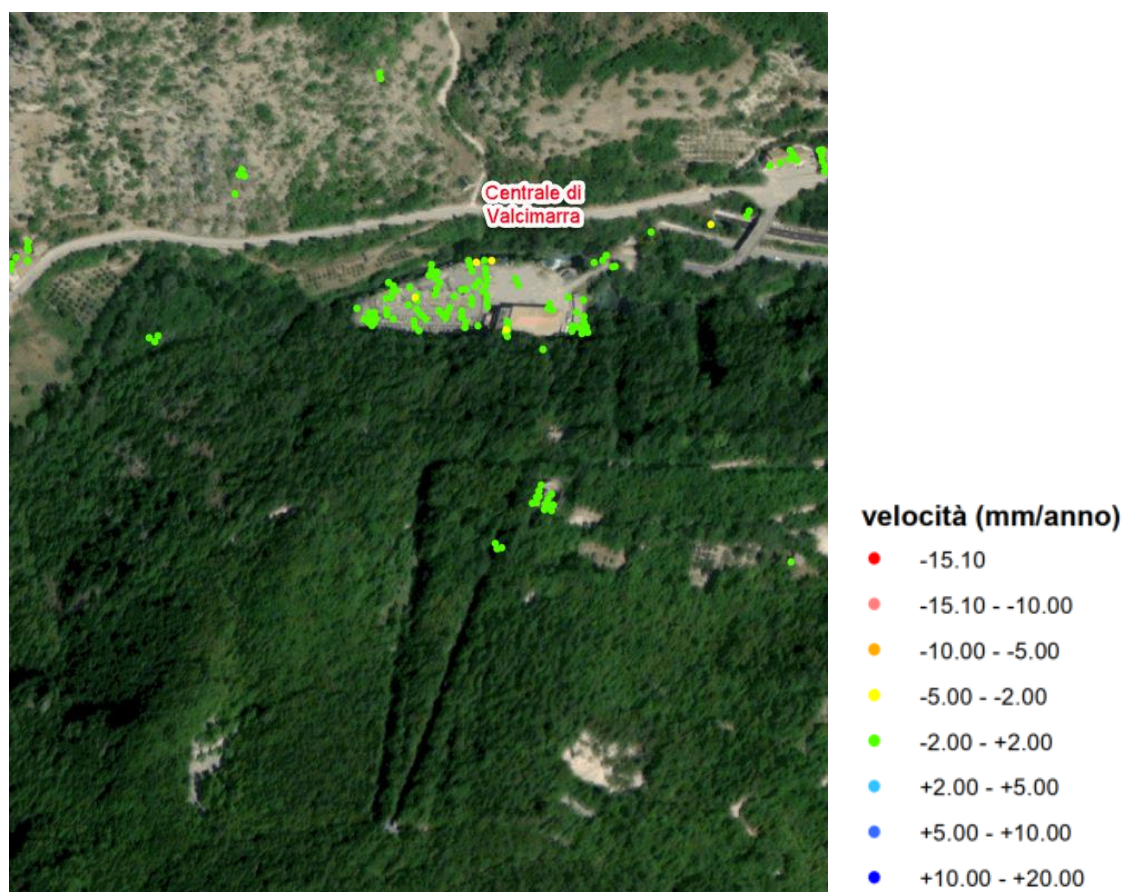 Centrale di
Valcimarra
velocità (mm/anno)
-15.10
-15.10 - -10.00
-10.00 - -5.00
-5.00 - -2.00
-2.00 - +2.00
+2.00 - +5.00
+5.00 - +10.00
+10.00 - +20.00